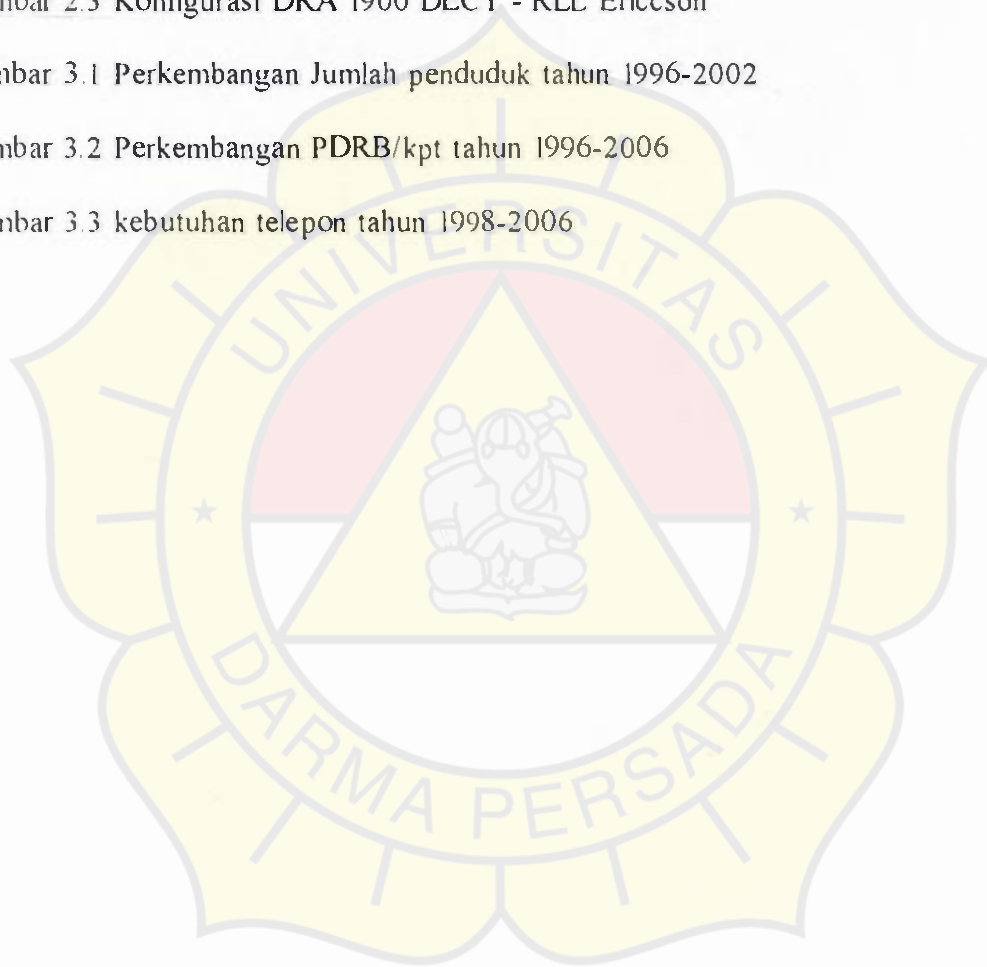 nbar 2.3 Konfigurasi DRA 1900 DECT - RLL Ericcson
nbar 3.1 Perkembangan Jumlah penduduk tahun 1996-2002
nbar 3.2 Perkembangan PDRB/kpt tahun 1996-2006
nbar 3.3 kebutuhan telepon tahun 1998-2006
UNIVERSITAS
DARMA PERSADA